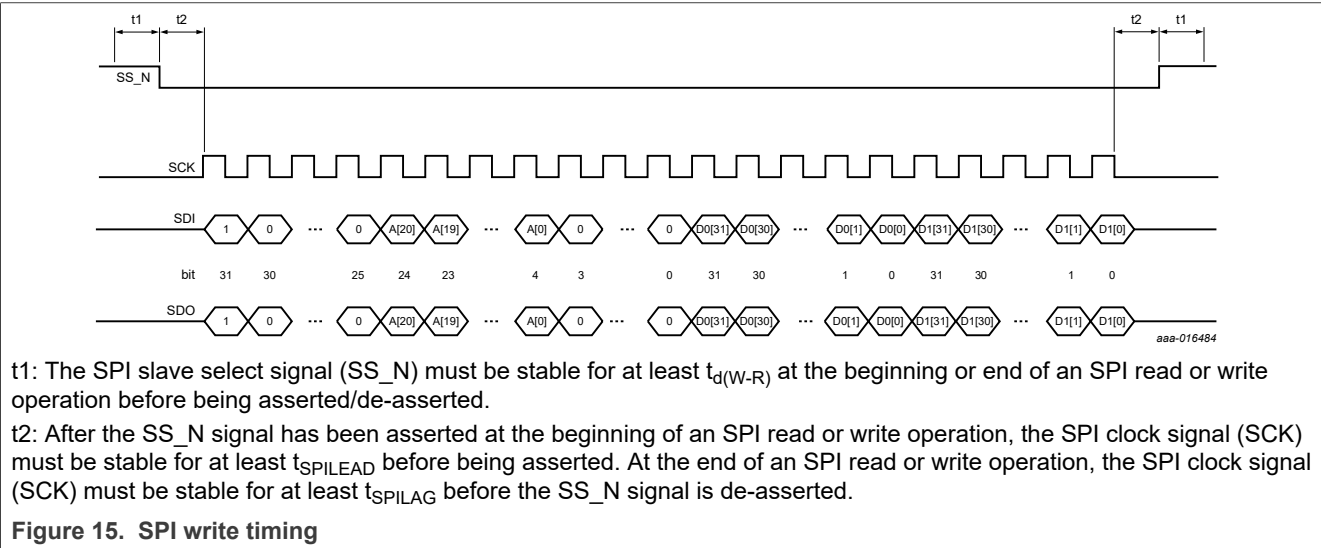 t1 t2 t2 t1
SS_N
SCK
SDI 1 0 ... 0 A[20] A[19] ... A[0] 0 ... 0 D0[31] D0[30] ... D0[1] D0[0] D1[31] D1[30] ... D1[1] D1[0]
bit 31 30 25 24 23 4 3 0 31 30 1 0 31 30 1 0
SDO 1 0 ... 0 A[20] A[19] ... A[0] 0 ... 0 D0[31] D0[30] ... D0[1] D0[0] D1[31] D1[30] ... D1[1] D1[0]
aaa-016484
t1: The SPI slave select signal (SS_N) must be stable for at least td(W-R) at the beginning or end of an SPI read or write
operation before being asserted/de-asserted.
t2: After the SS_N signal has been asserted at the beginning of an SPI read or write operation, the SPI clock signal (SCK)
must be stable for at least tSPILEAD before being asserted. At the end of an SPI read or write operation, the SPI clock signal
(SCK) must be stable for at least tSPILAG before the SS_N signal is de-asserted.
Figure 15. SPI write timing